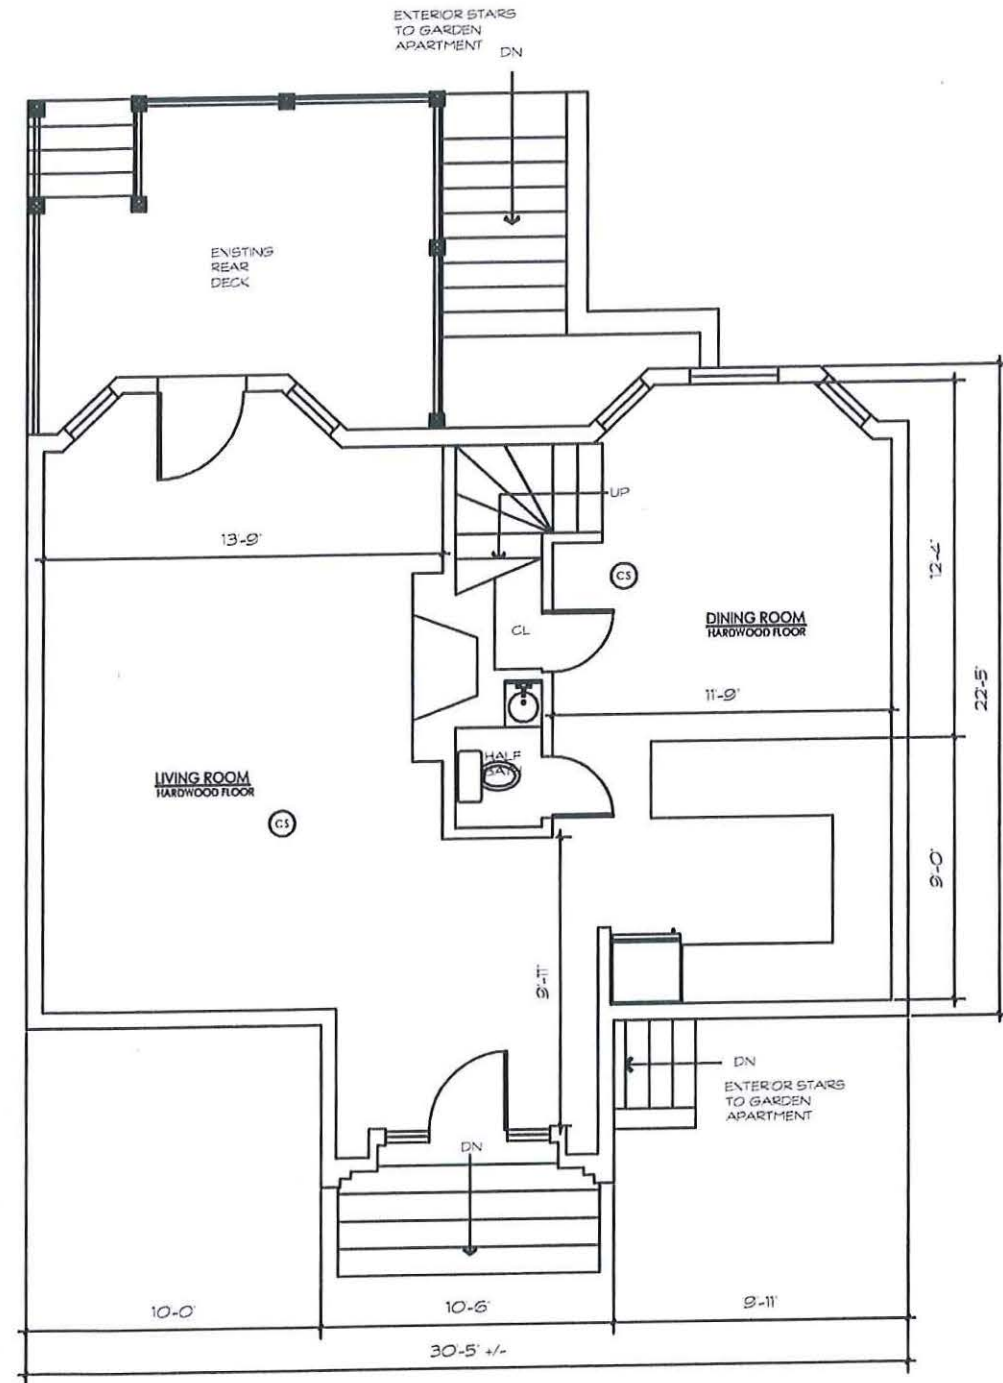 EXTERIOR STAIRS
TO GARDEN
APARTMENT
DN
EXISTING
REAR
DECK
UP
13'-9"
CS
12'-4"
DINING ROOM
HARDWOOD FLOOR
CL
11'-9"
22'-5"
HALF
BATH
LIVING ROOM
HARDWOOD FLOOR
CS
9'-0"
9'-11"
DN
EXTERIOR STAIRS
TO GARDEN
APARTMENT
DN
10'-0"
10'-6"
9'-11"
30'-5" +/-